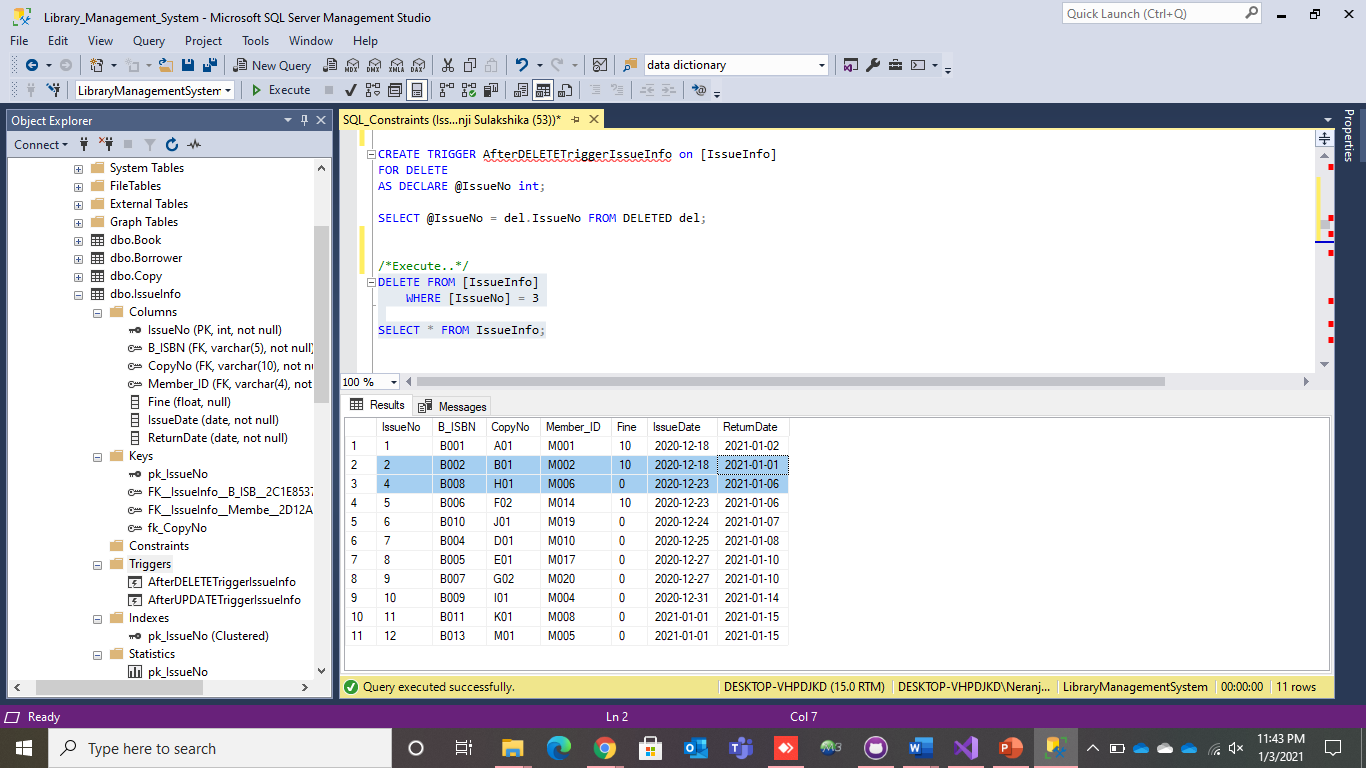 Library_Management_System - Microsoft SQL Server Management Studio
Quick Launch (Ctrl+Q)
File Edit View Query Project Tools Window Help
New Query MDX DMX XMLA DAX data dictionary
LibraryManagementSystem Execute
Object Explorer
Connect
System Tables
FileTables
External Tables
Graph Tables
dbo.Book
dbo.Borrower
dbo.Copy
dbo.IssueInfo
Columns
IssueNo (PK, int, not null)
B_ISBN (FK, varchar(5), not null)
CopyNo (FK, varchar(10), not nu
Member_ID (FK, varchar(4), not
Fine (float, null)
IssueDate (date, not null)
ReturnDate (date, not null)
Keys
pk_IssueNo
FK__IssueInfo__B_ISB__2C1E8537
FK__IssueInfo__Membe__2D12A
fk_CopyNo
Constraints
Triggers
AfterDELETETriggerIssueInfo
AfterUPDATETriggerIssueInfo
Indexes
pk_IssueNo (Clustered)
Statistics
pk_IssueNo
SQL_Constraints (Iss...nji Sulakshika (53))*
CREATE TRIGGER AfterDELETETriggerIssueInfo on [IssueInfo]
FOR DELETE
AS DECLARE @IssueNo int;
SELECT @IssueNo = del.IssueNo FROM DELETED del;
/*Execute..*/
DELETE FROM [IssueInfo]
WHERE [IssueNo] = 3
SELECT * FROM IssueInfo;
100 %
Results Messages
IssueNo B_ISBN CopyNo Member_ID Fine IssueDate ReturnDate
1 1 B001 A01 M001 10 2020-12-18 2021-01-02
2 2 B002 B01 M002 10 2020-12-18 2021-01-01
3 4 B008 H01 M006 0 2020-12-23 2021-01-06
4 5 B006 F02 M014 10 2020-12-23 2021-01-06
5 6 B010 J01 M019 0 2020-12-24 2021-01-07
6 7 B004 D01 M010 0 2020-12-25 2021-01-08
7 8 B005 E01 M017 0 2020-12-27 2021-01-10
8 9 B007 G02 M020 0 2020-12-27 2021-01-10
9 10 B009 I01 M004 0 2020-12-31 2021-01-14
10 11 B011 K01 M008 0 2021-01-01 2021-01-15
11 12 B013 M01 M005 0 2021-01-01 2021-01-15
Query executed successfully. DESKTOP-VHPDJKD (15.0 RTM) DESKTOP-VHPDJKD\Neranj... LibraryManagementSystem 00:00:00 11 rows
Properties
Ready Ln 2 Col 7
Type here to search
11:43 PM
1/3/2021